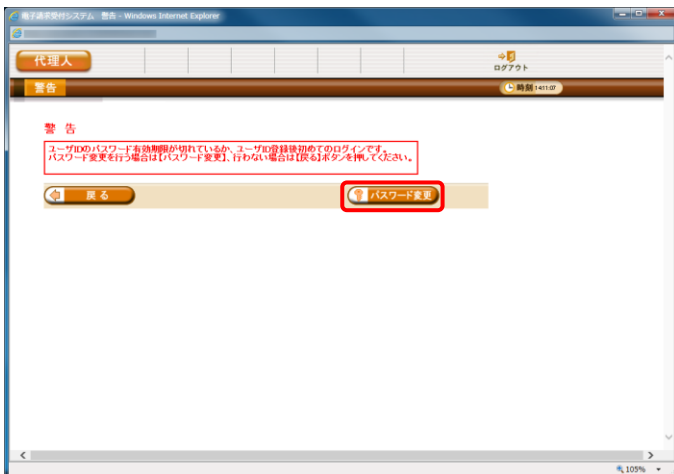 電子請求受付システム 警告 - Windows Internet Explorer
代理人
ログアウト
警告
時刻 14:11:07
警 告
ユーザIDのパスワード有効期限が切れているか、ユーザID登録後初めてのログインです。
パスワード変更を行う場合は【パスワード変更】、行わない場合は【戻る】ボタンを押してください。
戻る
パスワード変更
105%